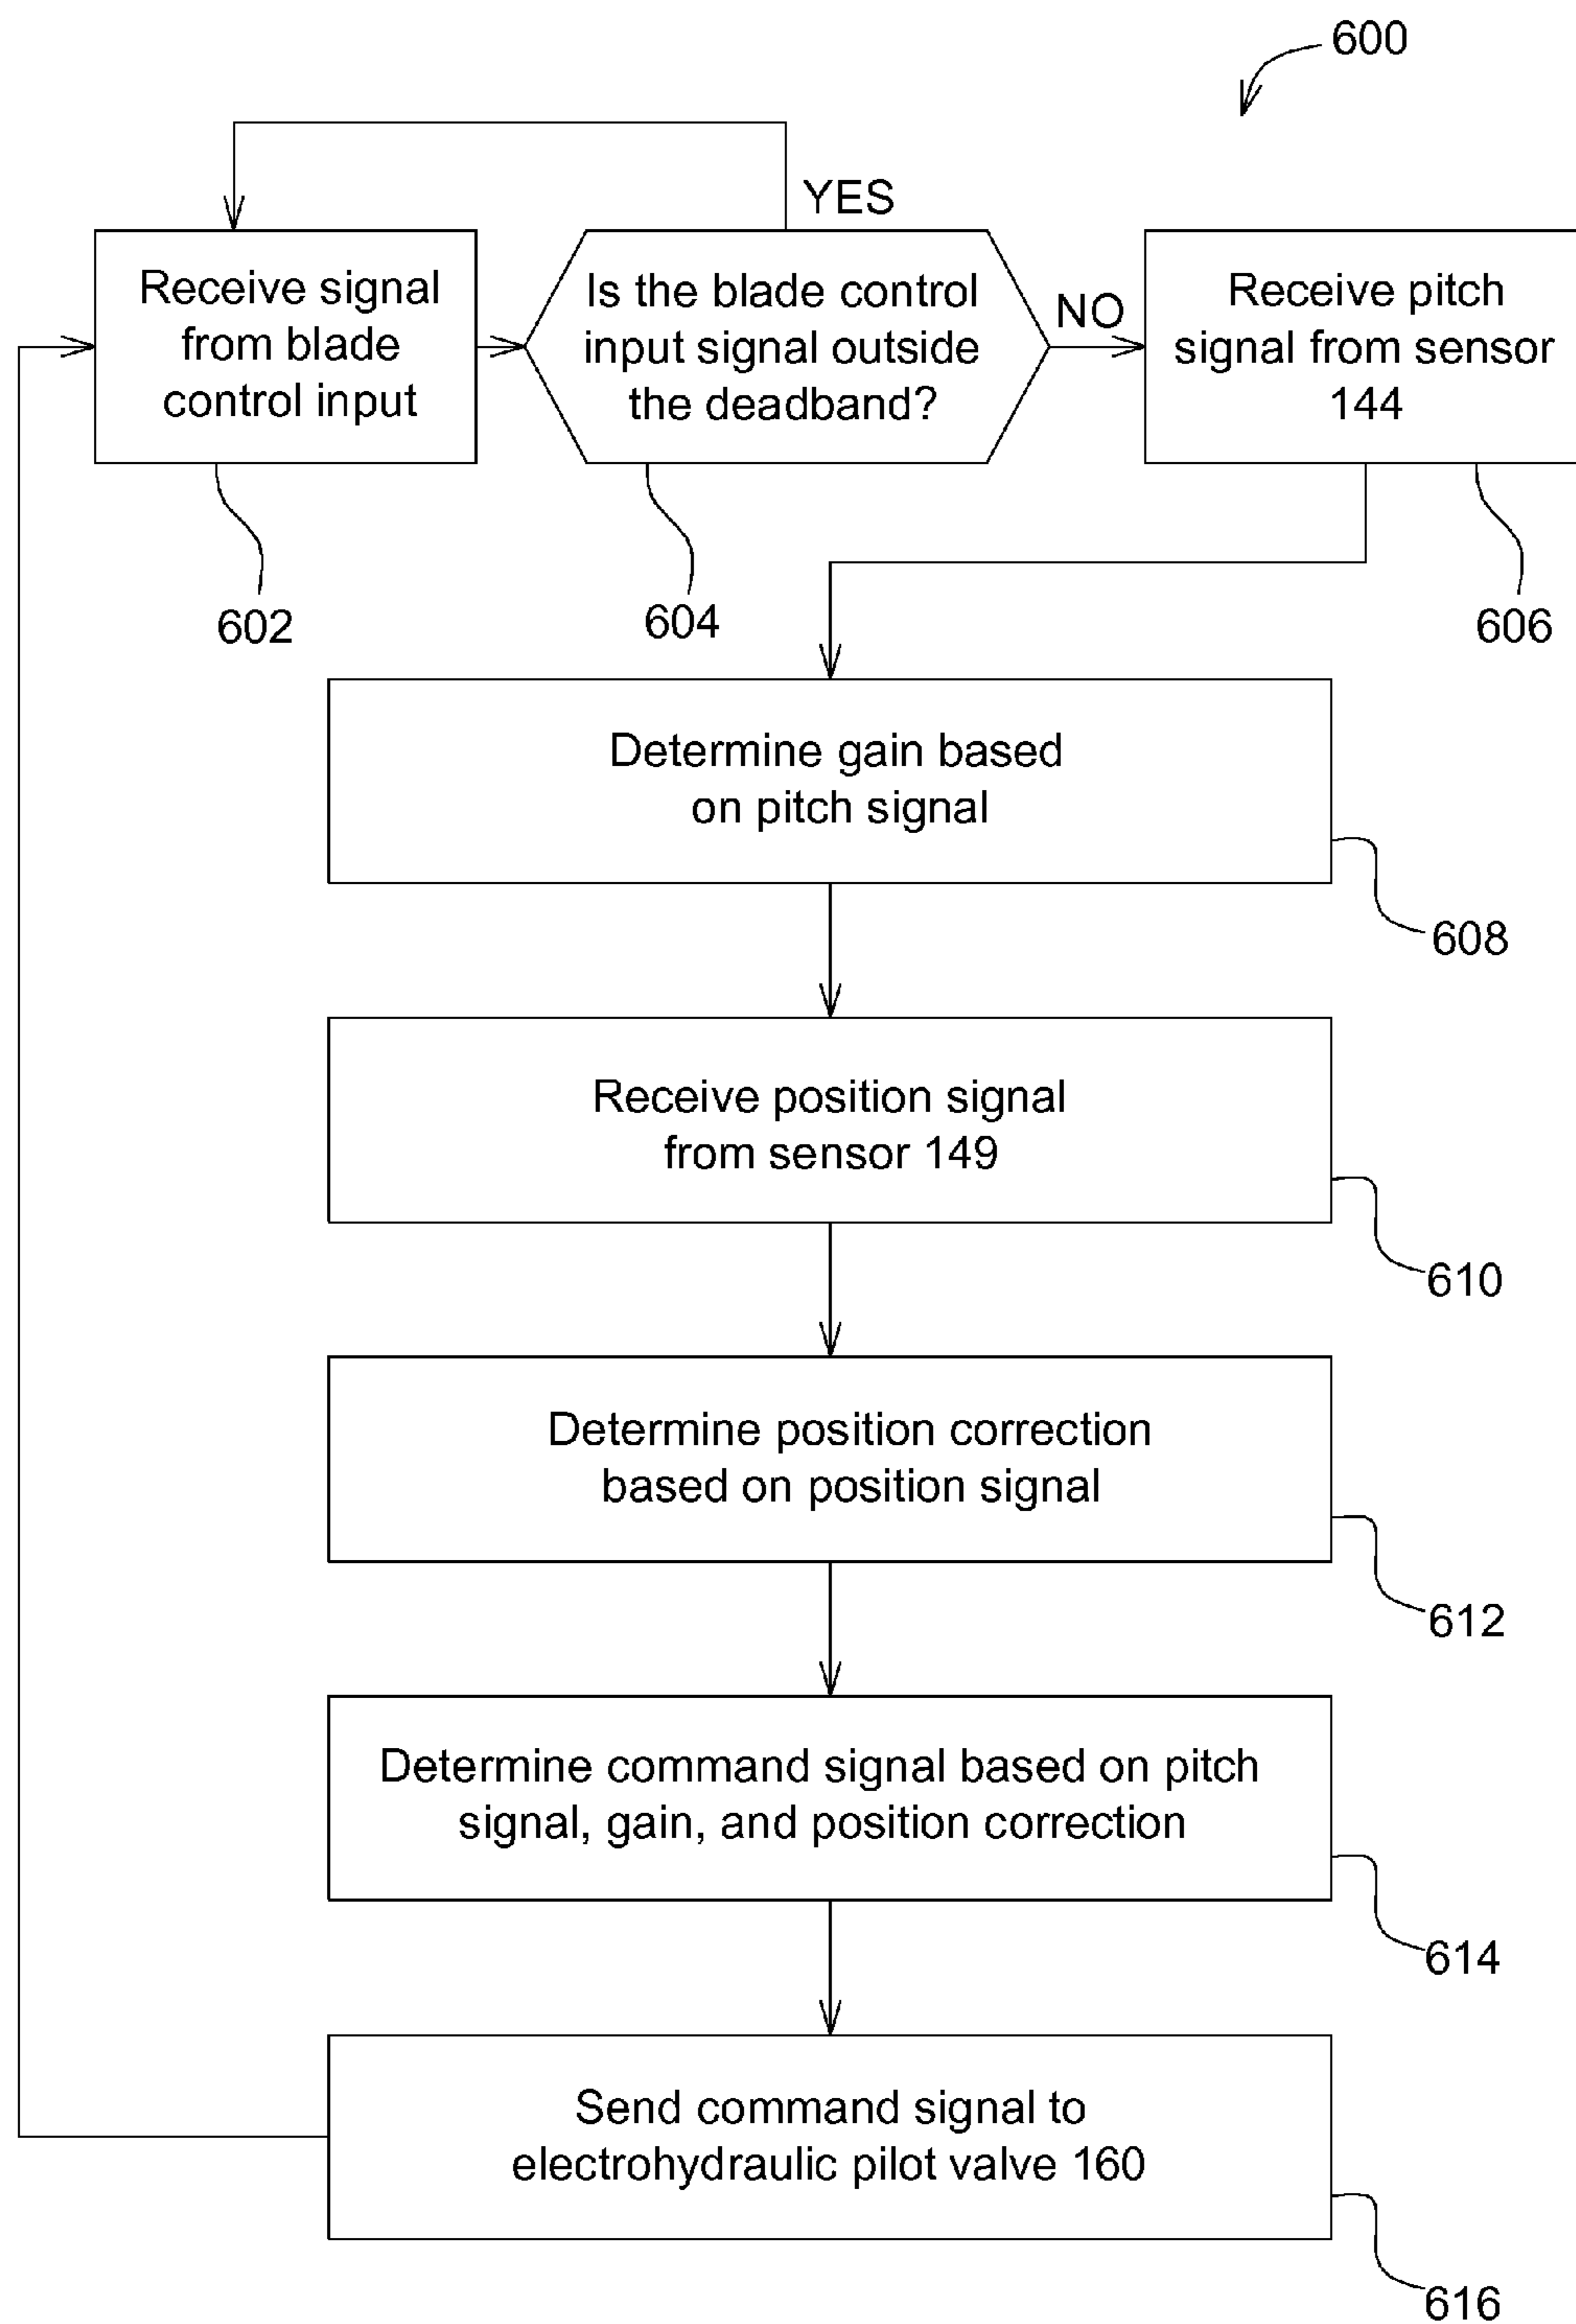 600
YES
Receive signal
from blade
control input
Is the blade control
input signal outside
the deadband?
NO
Receive pitch
signal from sensor
144
602
604
606
Determine gain based
on pitch signal
608
Receive position signal
from sensor 149
610
Determine position correction
based on position signal
612
Determine command signal based on pitch
signal, gain, and position correction
614
Send command signal to
electrohydraulic pilot valve 160
616